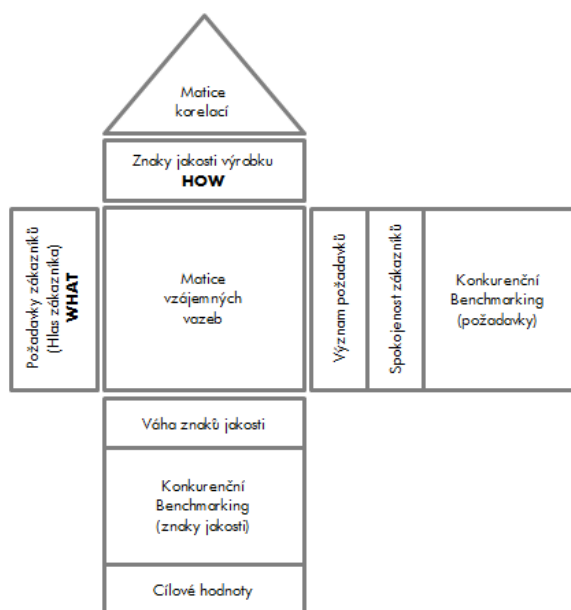 Matice
korelací
Znaky jakosti výrobku
HOW
Požadavky zákazníků
(Hlas zákazníka)
WHAT
Matice
vzájemných
vazeb
Význam požadavků
Spokojenost zákazníků
Konkurenční
Benchmarking
(požadavky)
Váha znaků jakosti
Konkurenční
Benchmarking
(znaky jakosti)
Cílové hodnoty